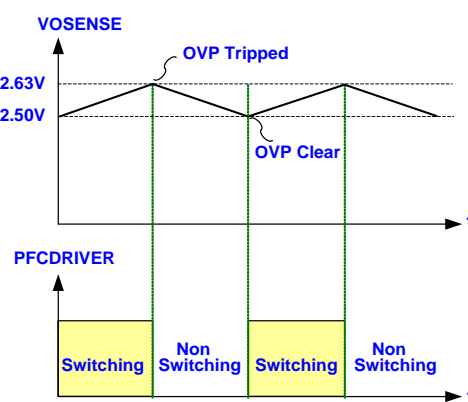 VOSENSE
OVP Tripped
2.63V
2.50V
OVP Clear
PFCDRIVER
Switching
Non
Switching
Switching
Non
Switching